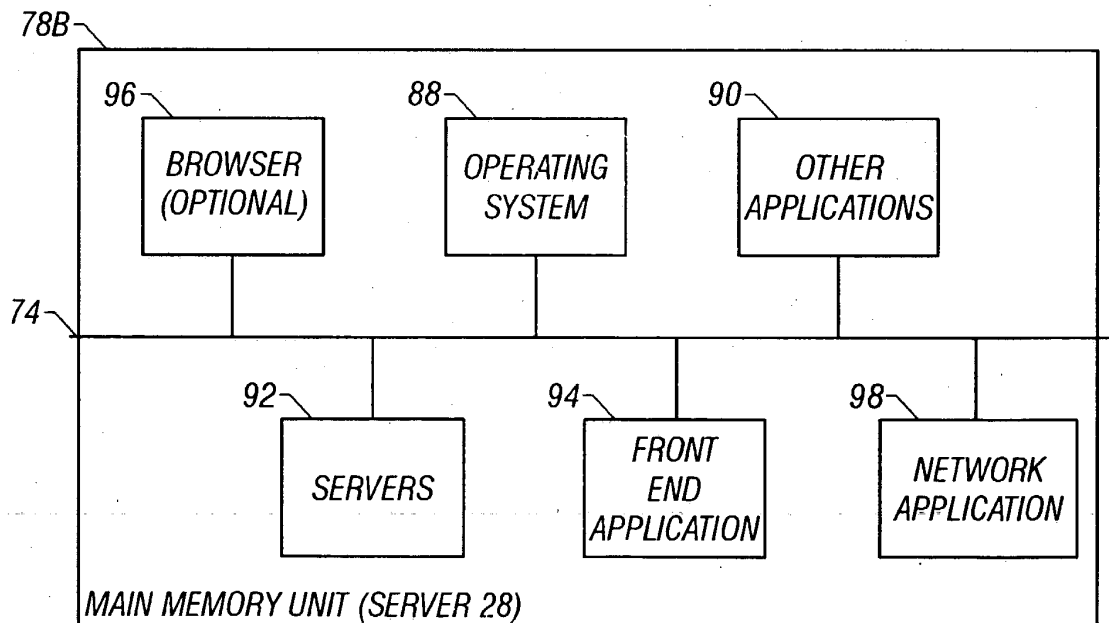 78B
96
88
90
BROWSER
(OPTIONAL)
OPERATING
SYSTEM
OTHER
APPLICATIONS
74
92
94
98
SERVERS
FRONT
END
APPLICATION
NETWORK
APPLICATION
MAIN MEMORY UNIT (SERVER 28)